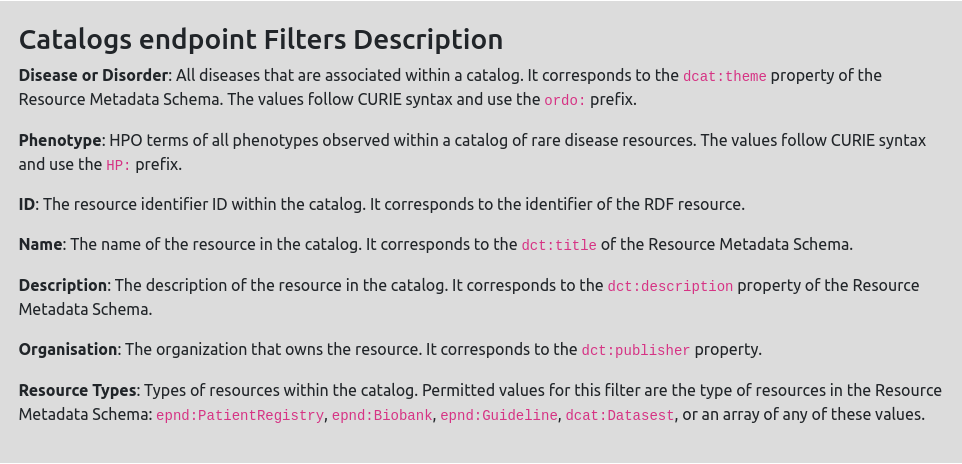 Catalogs endpoint Filters Description
Disease or Disorder: All diseases that are associated within a catalog. It corresponds to the dcat:theme property of the
Resource Metadata Schema. The values follow CURIE syntax and use the ordo: prefix.
Phenotype: HPO terms of all phenotypes observed within a catalog of rare disease resources. The values follow CURIE syntax
and use the HP: prefix.
ID: The resource identifier ID within the catalog. It corresponds to the identifier of the RDF resource.
Name: The name of the resource in the catalog. It corresponds to the dct:title of the Resource Metadata Schema.
Description: The description of the resource in the catalog. It corresponds to the dct:description property of the Resource
Metadata Schema.
Organisation: The organization that owns the resource. It corresponds to the dct:publisher property.
Resource Types: Types of resources within the catalog. Permitted values for this filter are the type of resources in the Resource
Metadata Schema: epnd:PatientRegistry, epnd:Biobank, epnd:Guideline, dcat:Datasest, or an array of any of these values.